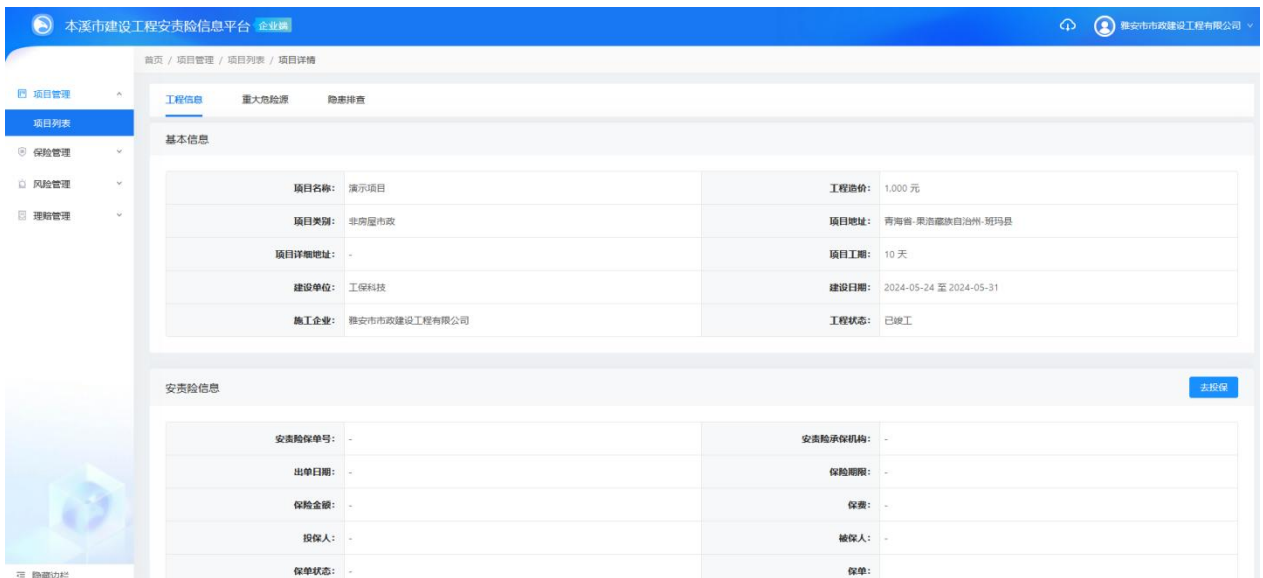 本溪市建设工程安责险信息平台 企业端
雅安市市政建设工程有限公司
首页 / 项目管理 / 项目列表 / 项目详情
项目管理
项目列表
保险管理
风险管理
理赔管理
隐藏边栏
工程信息 重大危险源 隐患排查
基本信息
项目名称： 演示项目 工程造价： 1,000 元
项目类别： 非房屋市政 项目地址： 青海省-果洛藏族自治州-班玛县
项目详细地址： - 项目工期： 10 天
建设单位： 工保科技 建设日期： 2024-05-24 至 2024-05-31
施工企业： 雅安市市政建设工程有限公司 工程状态： 已竣工
安责险信息 去投保
安责险保单号： - 安责险承保机构： -
出单日期： - 保险期限： -
保险金额： - 保费： -
投保人： - 被保人： -
保单状态： - 保单：